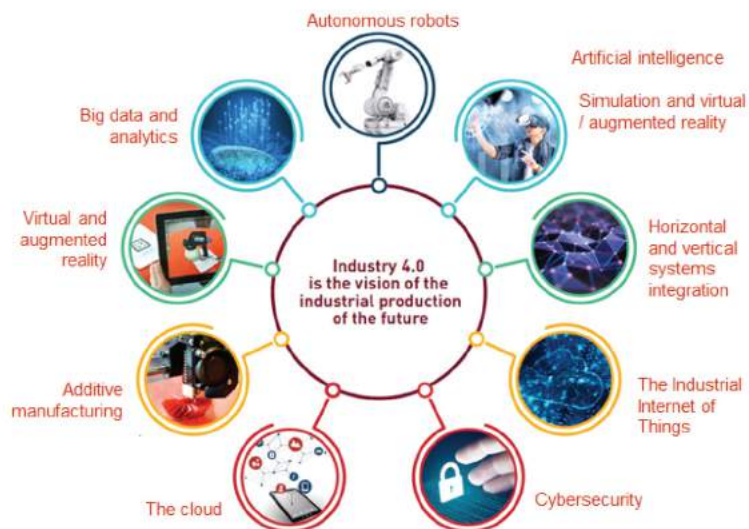 Autonomous robots
Artificial intelligence
Simulation and virtual
/ augmented reality
Big data and
analytics
Virtual and
augmented
reality
Horizontal
and vertical
systems
integration
Industry 4.0
is the vision of the
industrial production
of the future
Additive
manufacturing
The Industrial
Internet of
Things
The cloud
Cybersecurity